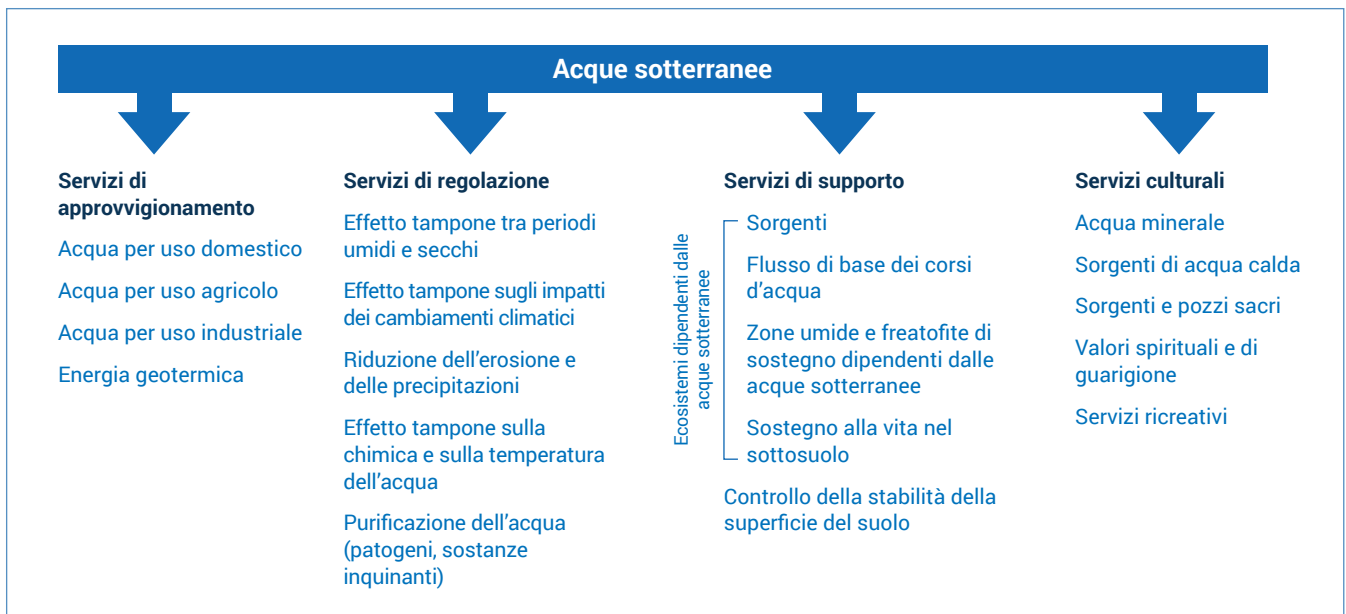 Acque sotterranee
Servizi di
approvvigionamento
Acqua per uso domestico
Acqua per uso agricolo
Acqua per uso industriale
Energia geotermica
Servizi di regolazione
Effetto tampone tra periodi
umidi e secchi
Effetto tampone sugli impatti
dei cambiamenti climatici
Riduzione dell'erosione e
delle precipitazioni
Effetto tampone sulla
chimica e sulla temperatura
dell'acqua
Purificazione dell'acqua
(patogeni, sostanze
inquinanti)
Servizi di supporto
Ecosistemi dipendenti dalle
acque sotterranee
Sorgenti
Flusso di base dei corsi
d'acqua
Zone umide e freatofite di
sostegno dipendenti dalle
acque sotterranee
Sostegno alla vita nel
sottosuolo
Controllo della stabilità della
superficie del suolo
Servizi culturali
Acqua minerale
Sorgenti di acqua calda
Sorgenti e pozzi sacri
Valori spirituali e di
guarigione
Servizi ricreativi